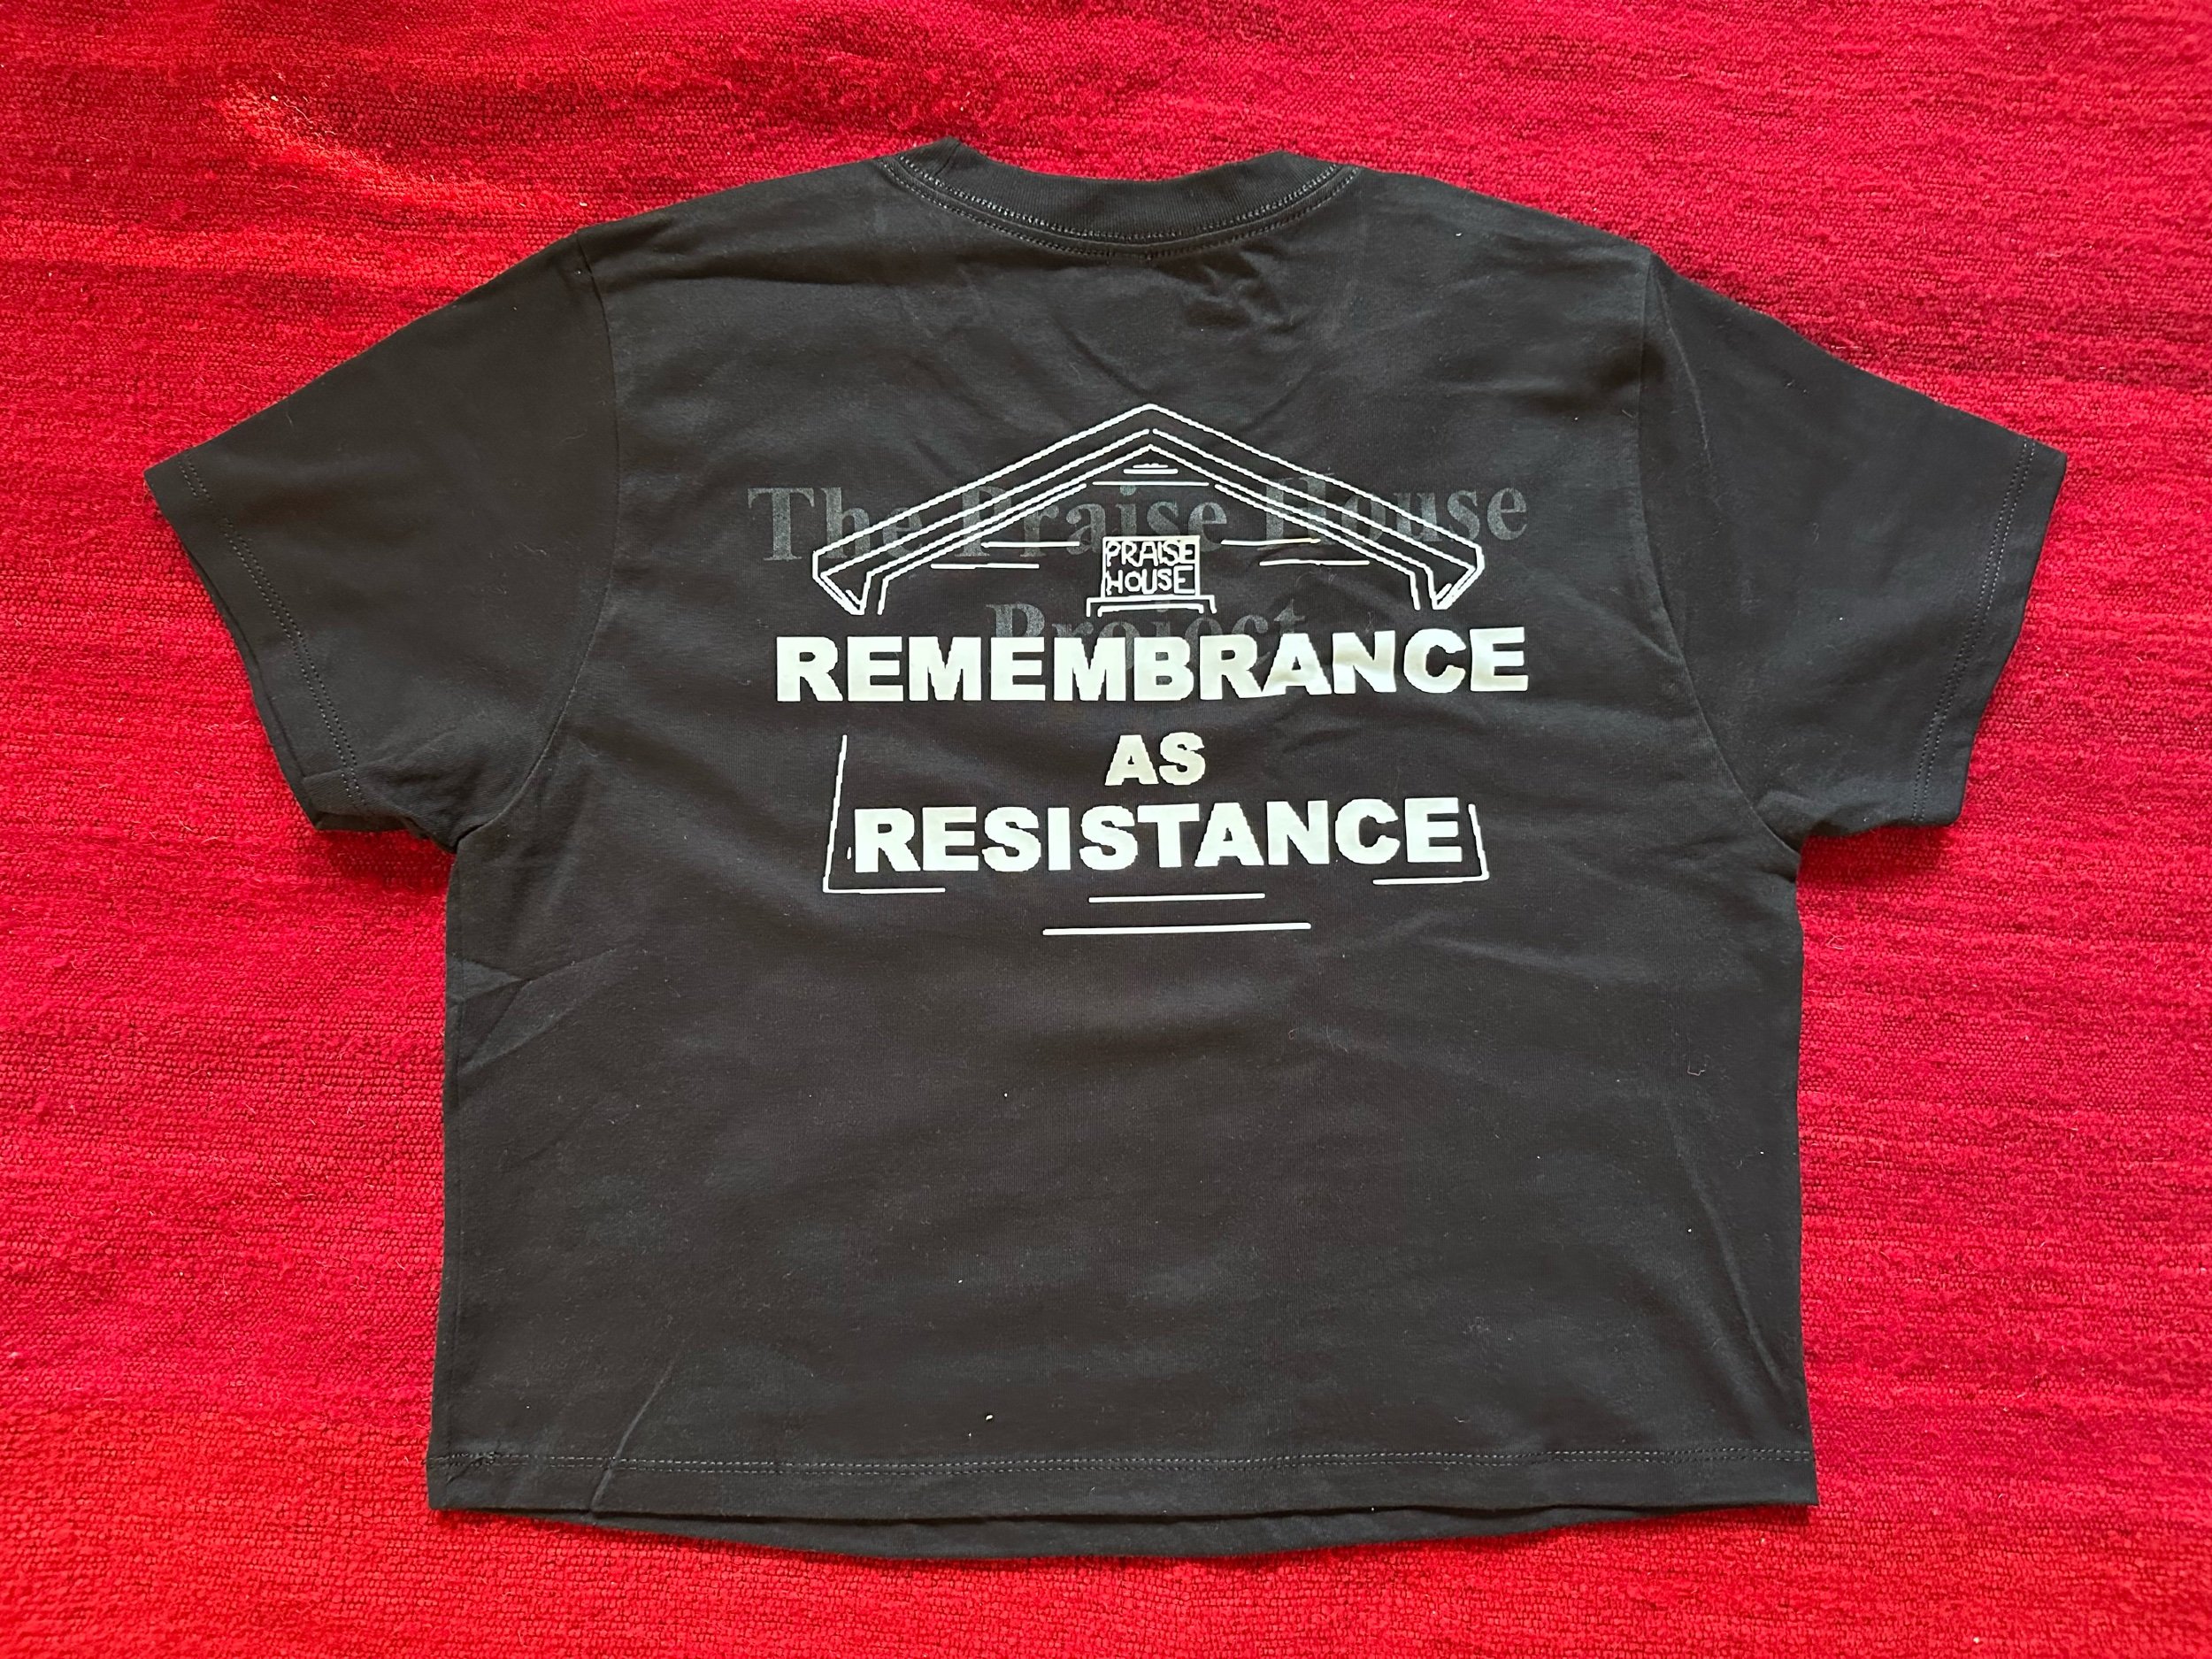 The Praise House
PRAISE
HOUSE
Project
REMEMBRANCE
AS
RESISTANCE